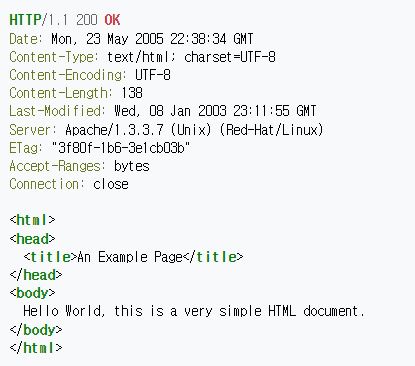 HTTP/1.1 200 OK
Date: Mon, 23 May 2005 22:38:34 GMT
Content-Type: text/html; charset=UTF-8
Content-Encoding: UTF-8
Content-Length: 138
Last-Modified: Wed, 08 Jan 2003 23:11:55 GMT
Server: Apache/1.3.3.7 (Unix) (Red-Hat/Linux)
ETag: "3f80f-1b6-3e1cb03b"
Accept-Ranges: bytes
Connection: close

<html>
<head>
  <title>An Example Page</title>
</head>
<body>
  Hello World, this is a very simple HTML document.
</body>
</html>